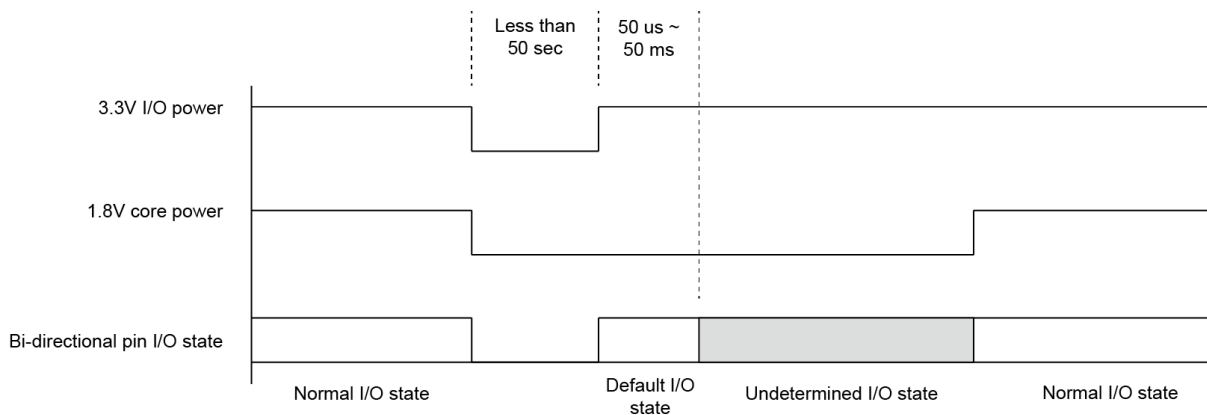 Less than
50 sec
50 us ~
50 ms
3.3V I/O power
1.8V core power
Bi-directional pin I/O state
Normal I/O state
Default I/O
state
Undetermined I/O state
Normal I/O state